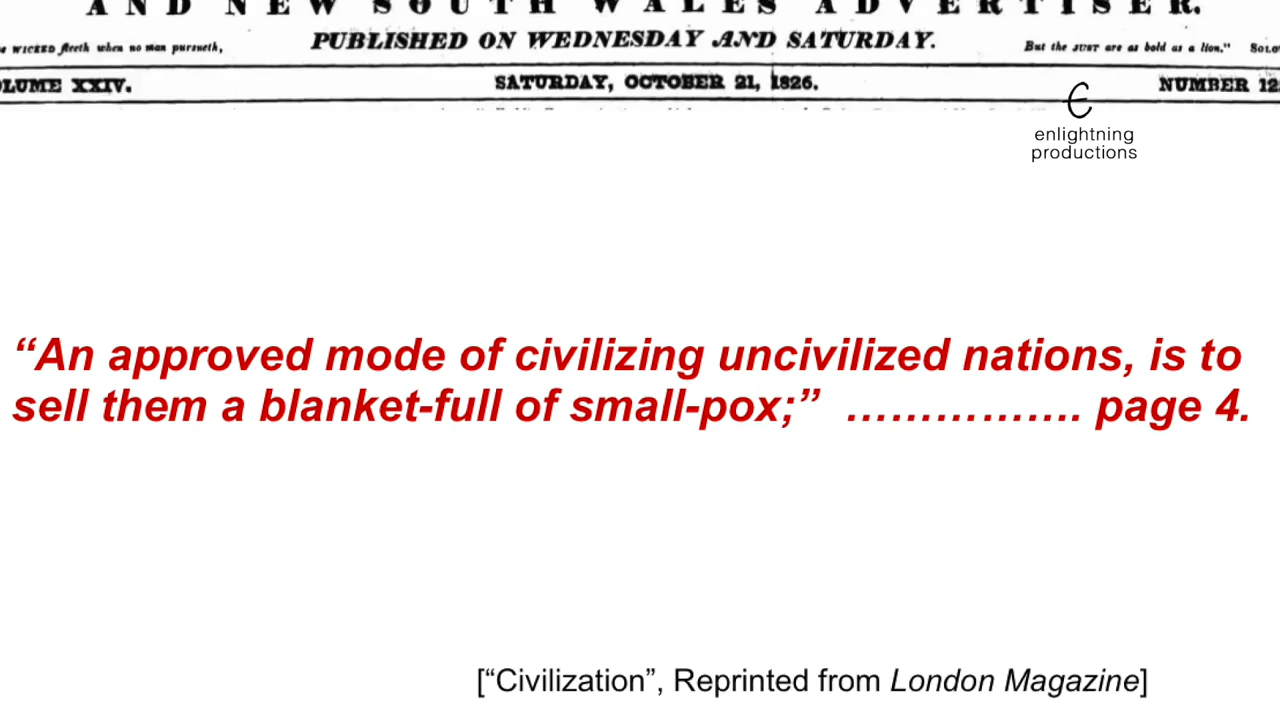 AND NEW SOUTH WALES ADVERTISER.
WICKED fleeth when no man pursueth, PUBLISHED ON WEDNESDAY AND SATURDAY. But the JUST are as bold as a lion."
SATURDAY, OCTOBER 21, 1826.
XXIV. NUMBER
enlightning
productions
“An approved mode of civilizing uncivilized nations, is to
sell them a blanket-full of small-pox;” ……………. page 4.
[“Civilization”, Reprinted from London Magazine]